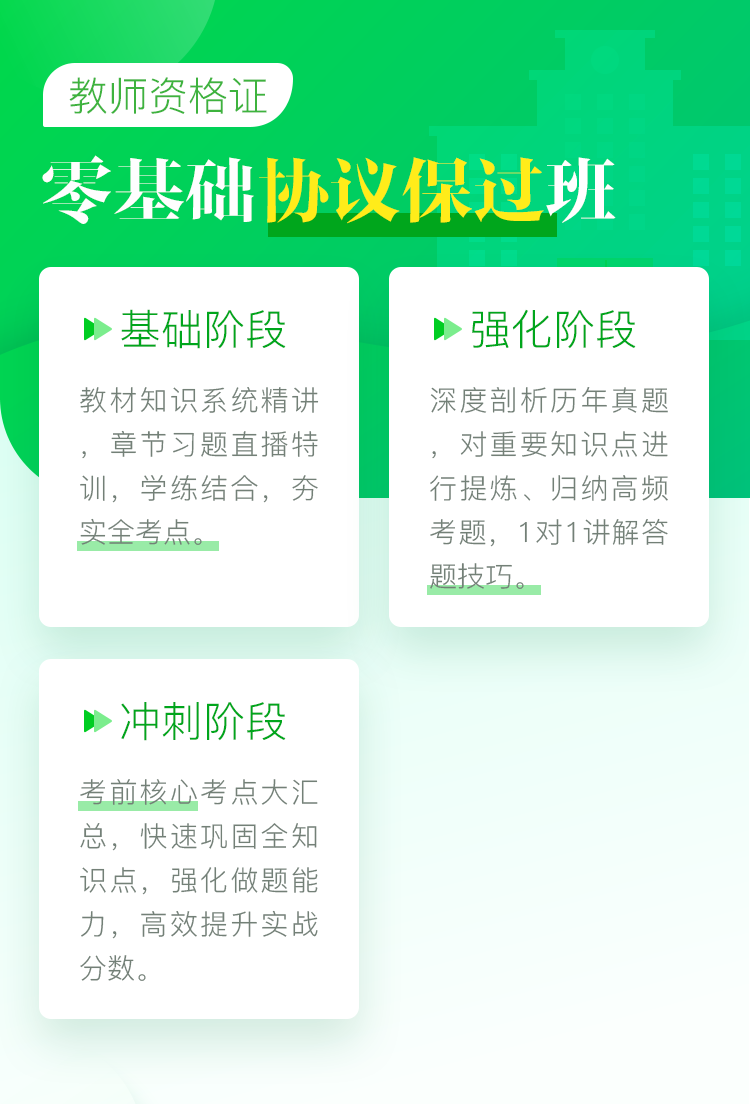 教师资格证
零基础协议保过班
基础阶段
教材知识系统精讲
，章节习题直播特
训，学练结合，夯
实全考点。
强化阶段
深度剖析历年真题
，对重要知识点进
行提炼、归纳高频
考题，1对1讲解答
题技巧。
冲刺阶段
考前核心考点大汇
总，快速巩固全知
识点，强化做题能
力，高效提升实战
分数。